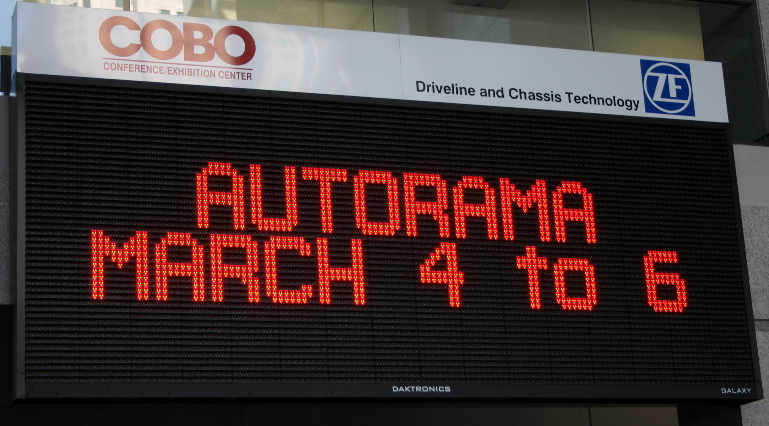 COBO
CONFERENCE/EXHIBITION CENTER
Driveline and Chassis Technology
ZF
AUTORAMA
MARCH 4 to 6
DAKTRONICS
GALAXY